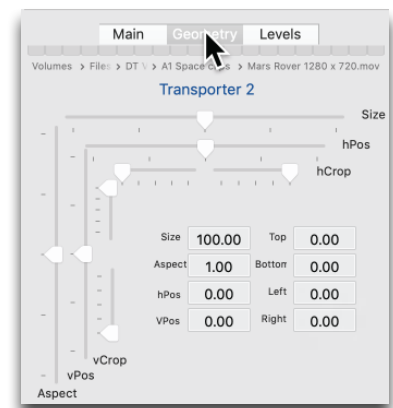 Main Geometry Levels
Volumes > Files > DT V > A1 Space > Mars Rover 1280 x 720.mov
Transporter 2
Size
hPos
hCrop
Size 100.00 Top 0.00
Aspect 1.00 Bottom 0.00
hPos 0.00 Left 0.00
VPos 0.00 Right 0.00
vCrop
vPos
Aspect